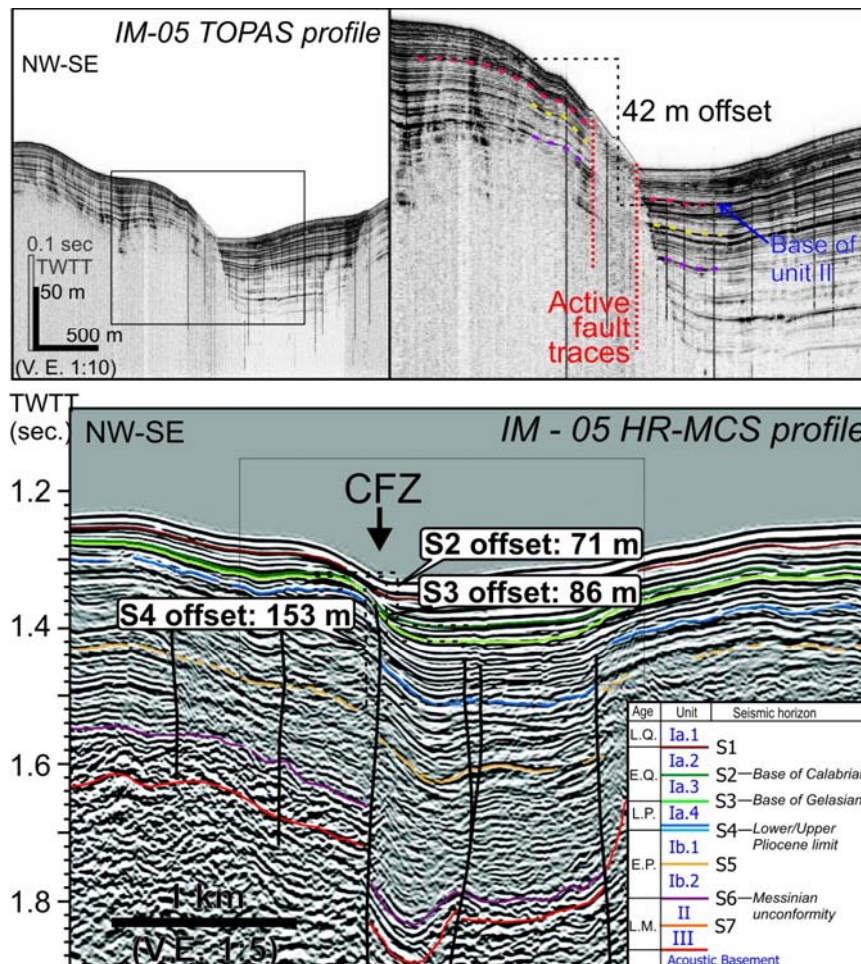 IM-05 TOPAS profile
NW-SE
0.1 sec
TWTT
50 m
500 m
(V. E. 1:10)
42 m offset
Base of
unit II
Active
fault
traces
TWTT
(sec.)
NW-SE
IM - 05 HR-MCS profile
1.2
1.3
1.4
1.6
1.8
CFZ
S2 offset: 71 m
S3 offset: 86 m
S4 offset: 153 m
1 km
(V.E. 1:5)
Age Unit Seismic horizon
L.Q. Ia.1
S1
E.Q. Ia.2
S2 Base of Calabrian
Ia.3
S3 Base of Gelasian
L.P. Ia.4
S4 Lower/Upper
Pliocene limit
E.P. Ib.1
S5
Ib.2
S6 Messinian
unconformity
L.M. II
S7
III
Acoustic Basement